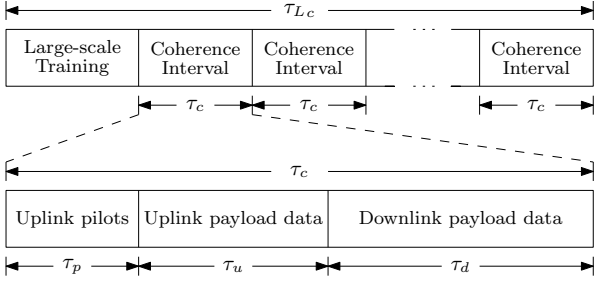 τ_{Lc}
Large-scale
Training
Coherence
Interval
Coherence
Interval
...
...
Coherence
Interval
τ_c
τ_c
τ_c
τ_c
Uplink pilots
Uplink payload data
Downlink payload data
τ_p
τ_u
τ_d